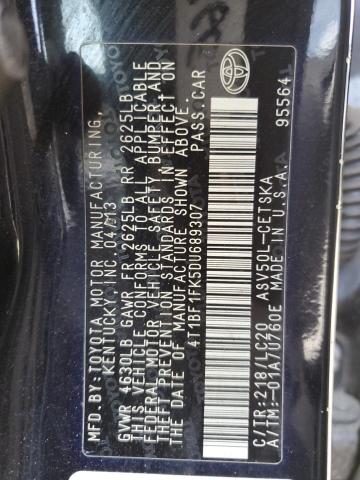 MFD.BY:TOYOTA MOTOR MANUFACTURING,
KENTUCKY, INC. 04/13
GVWR 4630LB GAWR FR 2625LB RR 2625LB
THIS VEHICLE CONFORMS TO ALL APPLICABLE
FEDERAL MOTOR VEHICLE SAFETY, BUMPER,AND
THEFT PREVENTION STANDARDS IN EFFECT ON
THE DATE OF MANUFACTURE SHOWN ABOVE.
4T1BF1FK5DU689307 PASS.CAR
C/TR:218/LC20 ASV50L-CETSKA
A/TM:-01A/U760E MADE IN U.S.A.
95564